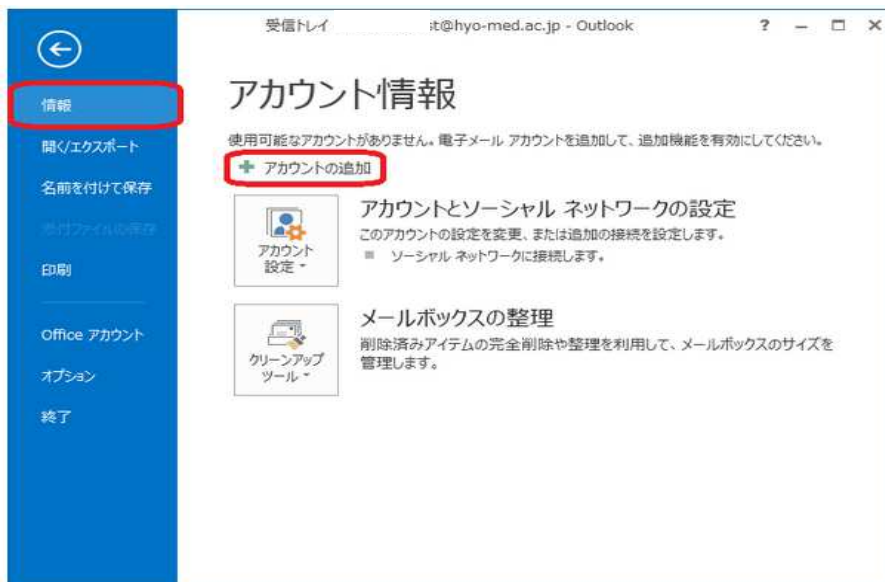 受信トレイ st@hyo-med.ac.jp - Outlook
?
情報
開く/エクスポート
名前を付けて保存
添付ファイルの保存
印刷
Office アカウント
オプション
終了
アカウント情報
使用可能なアカウントがありません。電子メール アカウントを追加して、追加機能を有効にしてください。
アカウントの追加
アカウント
設定
アカウントとソーシャル ネットワークの設定
このアカウントの設定を変更、または追加の接続を設定します。
ソーシャル ネットワークに接続します。
クリーンアップ
ツール
メールボックスの整理
削除済みアイテムの完全削除や整理を利用して、メールボックスのサイズを
管理します。